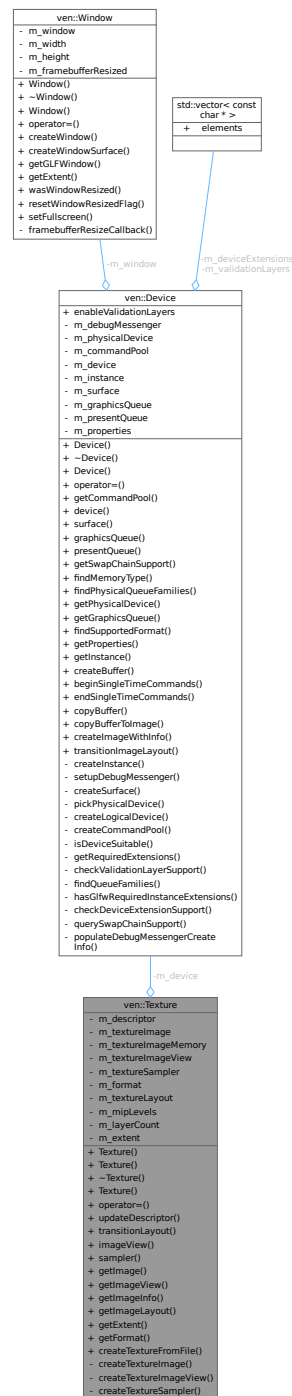 ven::Window
- m_window
- m_width
- m_height
- m_framebufferResized
+ Window()
+ ~Window()
+ Window()
+ operator=()
+ createWindow()
+ createWindowSurface()
+ getGLFWindow()
+ getExtent()
+ wasWindowResized()
+ resetWindowResizedFlag()
+ setFullscreen()
- framebufferResizeCallback()
std::vector< const
char * >
+ elements
-m_window
-m_deviceExtensions
-m_validationLayers
ven::Device
+ enableValidationLayers
- m_debugMessenger
- m_physicalDevice
- m_commandPool
- m_device
- m_instance
- m_surface
- m_graphicsQueue
- m_presentQueue
- m_properties
+ Device()
+ ~Device()
+ Device()
+ operator=()
+ getCommandPool()
+ device()
+ surface()
+ graphicsQueue()
+ presentQueue()
+ getSwapChainSupport()
+ findMemoryType()
+ findPhysicalQueueFamilies()
+ getPhysicalDevice()
+ getGraphicsQueue()
+ findSupportedFormat()
+ getProperties()
+ getInstance()
+ createBuffer()
+ beginSingleTimeCommands()
+ endSingleTimeCommands()
+ copyBuffer()
+ copyBufferToImage()
+ createImageWithInfo()
+ transitionImageLayout()
- createInstance()
- setupDebugMessenger()
- createSurface()
- pickPhysicalDevice()
- createLogicalDevice()
- createCommandPool()
- isDeviceSuitable()
- getRequiredExtensions()
- checkValidationLayerSupport()
- findQueueFamilies()
- hasGlfwRequiredInstanceExtensions()
- checkDeviceExtensionSupport()
- querySwapChainSupport()
- populateDebugMessengerCreate
Info()
-m_device
ven::Texture
- m_descriptor
- m_textureImage
- m_textureImageMemory
- m_textureImageView
- m_textureSampler
- m_format
- m_textureLayout
- m_mipLevels
- m_layerCount
- m_extent
+ Texture()
+ Texture()
+ ~Texture()
+ Texture()
+ operator=()
+ updateDescriptor()
+ transitionLayout()
+ imageView()
+ sampler()
+ getImage()
+ getImageView()
+ getImageInfo()
+ getImageLayout()
+ getExtent()
+ getFormat()
+ createTextureFromFile()
- createTextureImage()
- createTextureImageView()
- createTextureSampler()